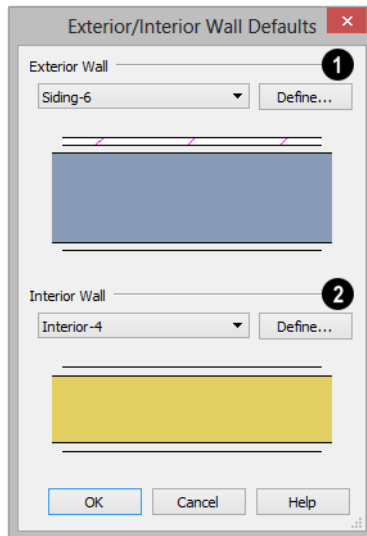 Exterior/Interior Wall Defaults ×
Exterior Wall 1
Siding-6 Define...
Interior Wall 2
Interior-4 Define...
OK Cancel Help